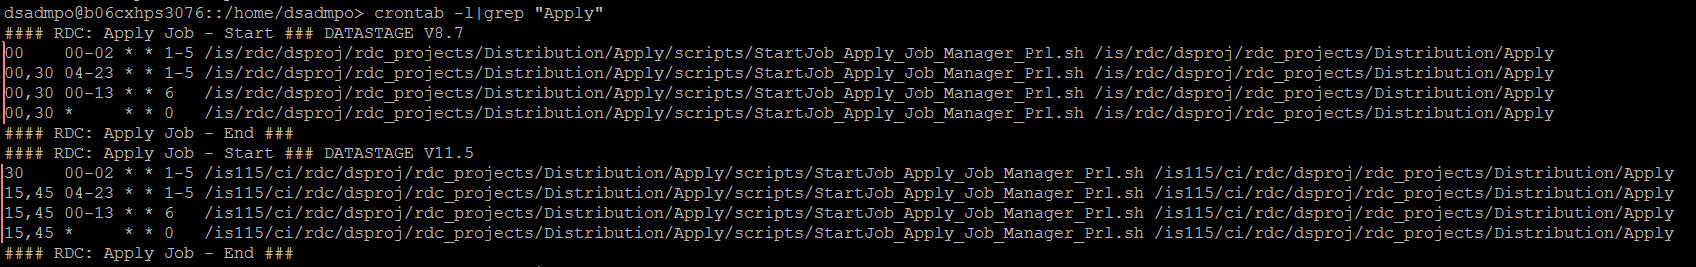 dsadmpo@b06cxhps3076::/home/dsadmpo> crontab -l|grep "Apply"
#### RDC: Apply Job - Start ### DATASTAGE V8.7
00    00-02 * * 1-5 /is/rdc/dsproj/rdc_projects/Distribution/Apply/scripts/StartJob_Apply_Job_Manager_Prl.sh /is/rdc/dsproj/rdc_projects/Distribution/Apply
00,30 04-23 * * 1-5 /is/rdc/dsproj/rdc_projects/Distribution/Apply/scripts/StartJob_Apply_Job_Manager_Prl.sh /is/rdc/dsproj/rdc_projects/Distribution/Apply
00,30 00-13 * * 6   /is/rdc/dsproj/rdc_projects/Distribution/Apply/scripts/StartJob_Apply_Job_Manager_Prl.sh /is/rdc/dsproj/rdc_projects/Distribution/Apply
00,30 *     * * 0   /is/rdc/dsproj/rdc_projects/Distribution/Apply/scripts/StartJob_Apply_Job_Manager_Prl.sh /is/rdc/dsproj/rdc_projects/Distribution/Apply
#### RDC: Apply Job - End ###
#### RDC: Apply Job - Start ### DATASTAGE V11.5
30    00-02 * * 1-5 /is115/ci/rdc/dsproj/rdc_projects/Distribution/Apply/scripts/StartJob_Apply_Job_Manager_Prl.sh /is115/ci/rdc/dsproj/rdc_projects/Distribution/Apply
15,45 04-23 * * 1-5 /is115/ci/rdc/dsproj/rdc_projects/Distribution/Apply/scripts/StartJob_Apply_Job_Manager_Prl.sh /is115/ci/rdc/dsproj/rdc_projects/Distribution/Apply
15,45 00-13 * * 6   /is115/ci/rdc/dsproj/rdc_projects/Distribution/Apply/scripts/StartJob_Apply_Job_Manager_Prl.sh /is115/ci/rdc/dsproj/rdc_projects/Distribution/Apply
15,45 *     * * 0   /is115/ci/rdc/dsproj/rdc_projects/Distribution/Apply/scripts/StartJob_Apply_Job_Manager_Prl.sh /is115/ci/rdc/dsproj/rdc_projects/Distribution/Apply
#### RDC: Apply Job - End ###